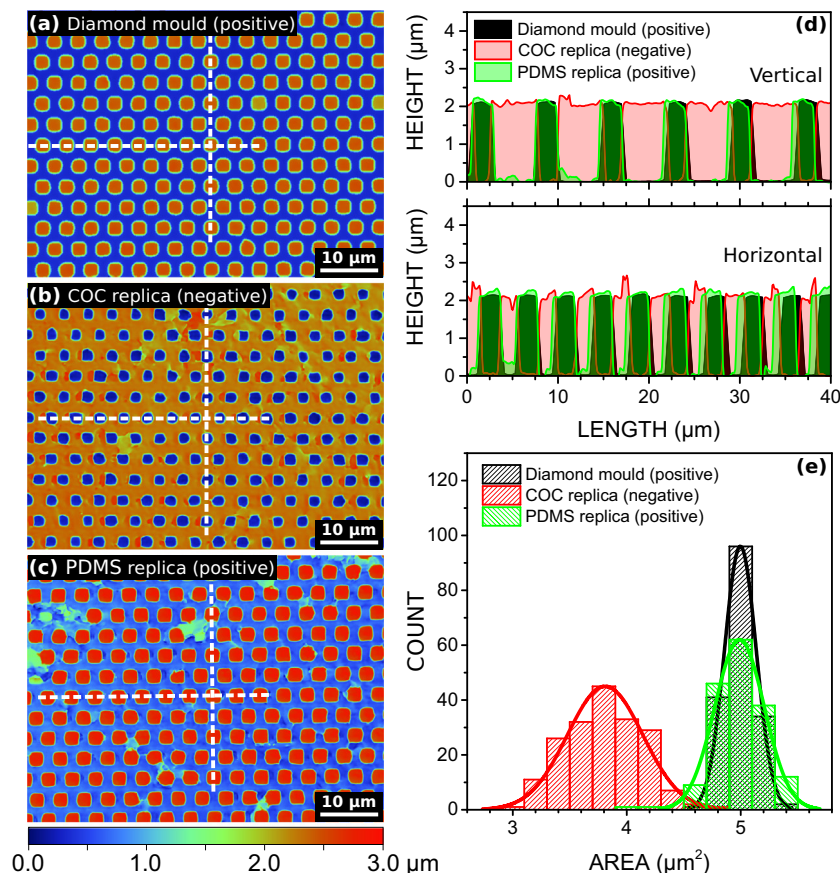 (a) Diamond mould (positive)
10 µm
(b) COC replica (negative)
10 µm
(c) PDMS replica (positive)
10 µm
0.0 1.0 2.0 3.0 µm
(d)
Diamond mould (positive)
COC replica (negative)
PDMS replica (positive)
Vertical
HEIGHT (µm)
4
3
2
1
0
Horizontal
HEIGHT (µm)
4
3
2
1
0
0 10 20 30 40
LENGTH (µm)
(e)
Diamond mould (positive)
COC replica (negative)
PDMS replica (positive)
COUNT
120
100
80
60
40
20
0
3 4 5
AREA (µm²)